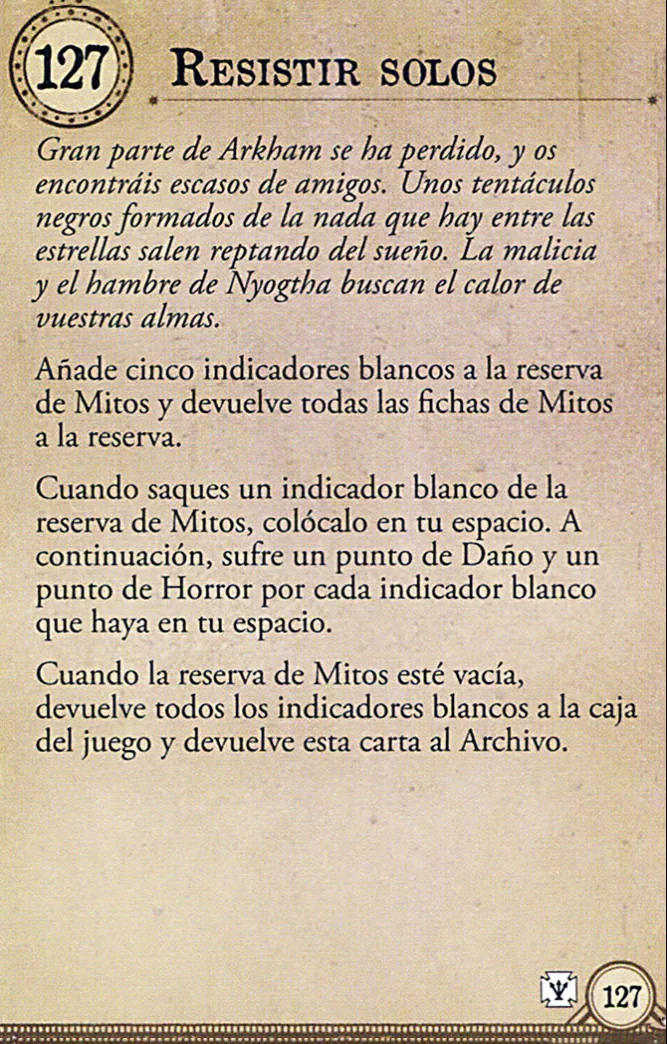 127
RESISTIR SOLOS
Gran parte de Arkham se ha perdido, y os
encontráis escasos de amigos. Unos tentáculos
negros formados de la nada que hay entre las
estrellas salen reptando del sueño. La malicia
y el hambre de Nyogtha buscan el calor de
vuestras almas.
Añade cinco indicadores blancos a la reserva
de Mitos y devuelve todas las fichas de Mitos
a la reserva.
Cuando saques un indicador blanco de la
reserva de Mitos, colócalo en tu espacio. A
continuación, sufre un punto de Daño y un
punto de Horror por cada indicador blanco
que haya en tu espacio.
Cuando la reserva de Mitos esté vacía,
devuelve todos los indicadores blancos a la caja
del juego y devuelve esta carta al Archivo.
127